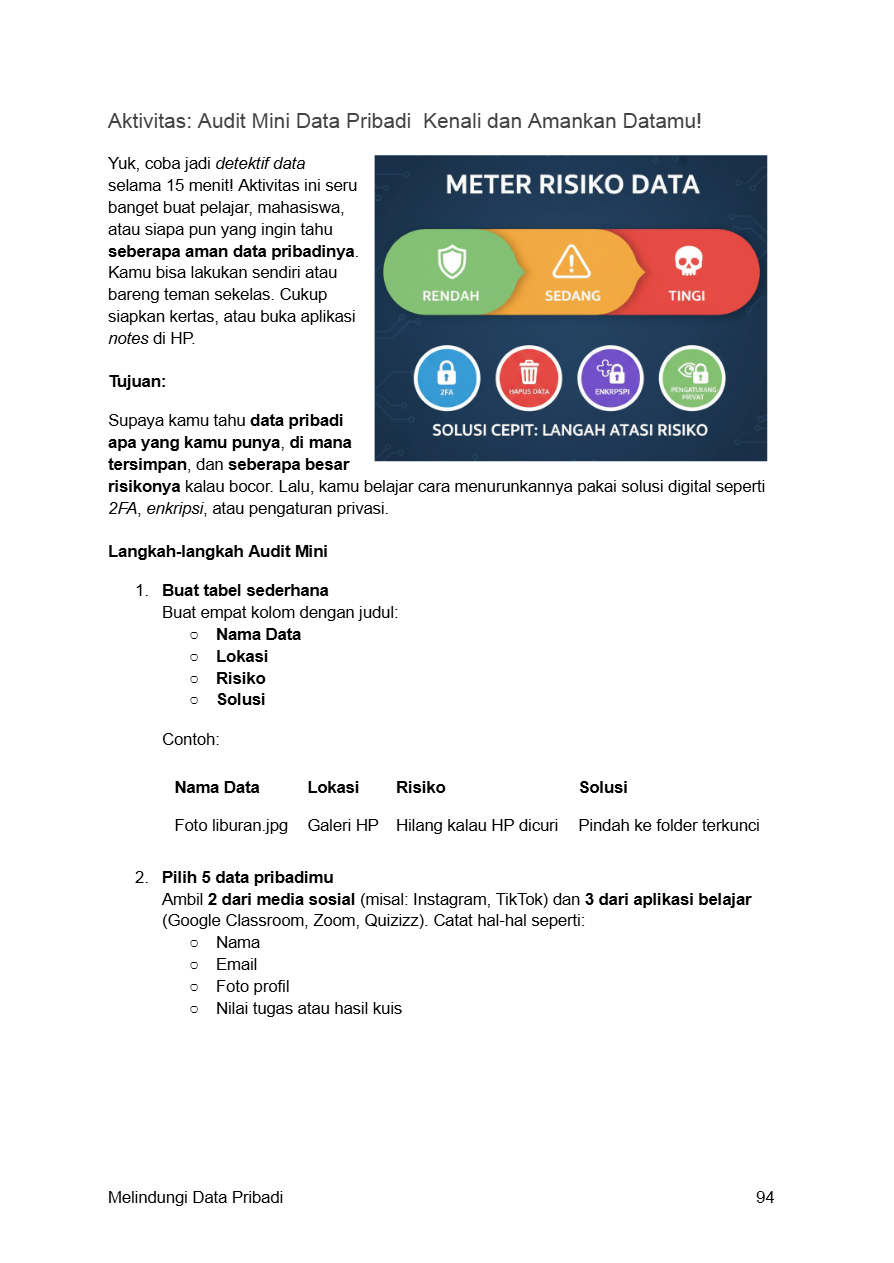 Aktivitas: Audit Mini Data Pribadi  Kenali dan Amankan Datamu!
Yuk, coba jadi detektif data
selama 15 menit! Aktivitas ini seru
banget buat pelajar, mahasiswa,
atau siapa pun yang ingin tahu
seberapa aman data pribadinya.
Kamu bisa lakukan sendiri atau
bareng teman sekelas. Cukup
siapkan kertas, atau buka aplikasi
notes di HP.
METER RISIKO DATA
RENDAH
SEDANG
TINGI
2FA
HAPUS DATA
ENKRPSPI
PENGATUBANG
PRIVAT
SOLUSI CEPIT: LANGAH ATASI RISIKO
Tujuan:
Supaya kamu tahu data pribadi
apa yang kamu punya, di mana
tersimpan, dan seberapa besar
risikonya kalau bocor. Lalu, kamu belajar cara menurunkannya pakai solusi digital seperti
2FA, enkripsi, atau pengaturan privasi.
Langkah-langkah Audit Mini
1. Buat tabel sederhana
Buat empat kolom dengan judul:
○ Nama Data
○ Lokasi
○ Risiko
○ Solusi
Contoh:
Nama Data Lokasi Risiko Solusi
Foto liburan.jpg Galeri HP Hilang kalau HP dicuri Pindah ke folder terkunci
2. Pilih 5 data pribadimu
Ambil 2 dari media sosial (misal: Instagram, TikTok) dan 3 dari aplikasi belajar
(Google Classroom, Zoom, Quizizz). Catat hal-hal seperti:
○ Nama
○ Email
○ Foto profil
○ Nilai tugas atau hasil kuis
Melindungi Data Pribadi 94